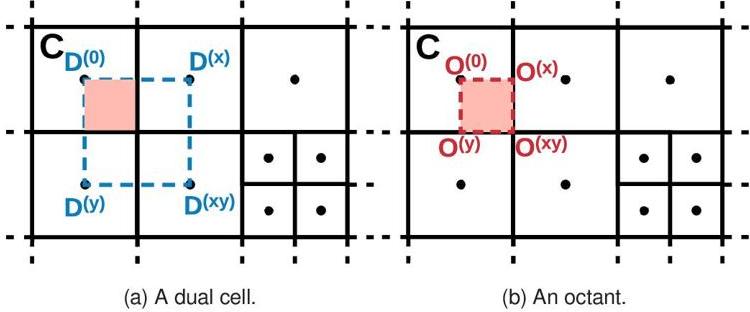 C
D(0) D(x)
D(y) D(xy)
(a) A dual cell.
C
O(0) O(x)
O(y) O(xy)
(b) An octant.